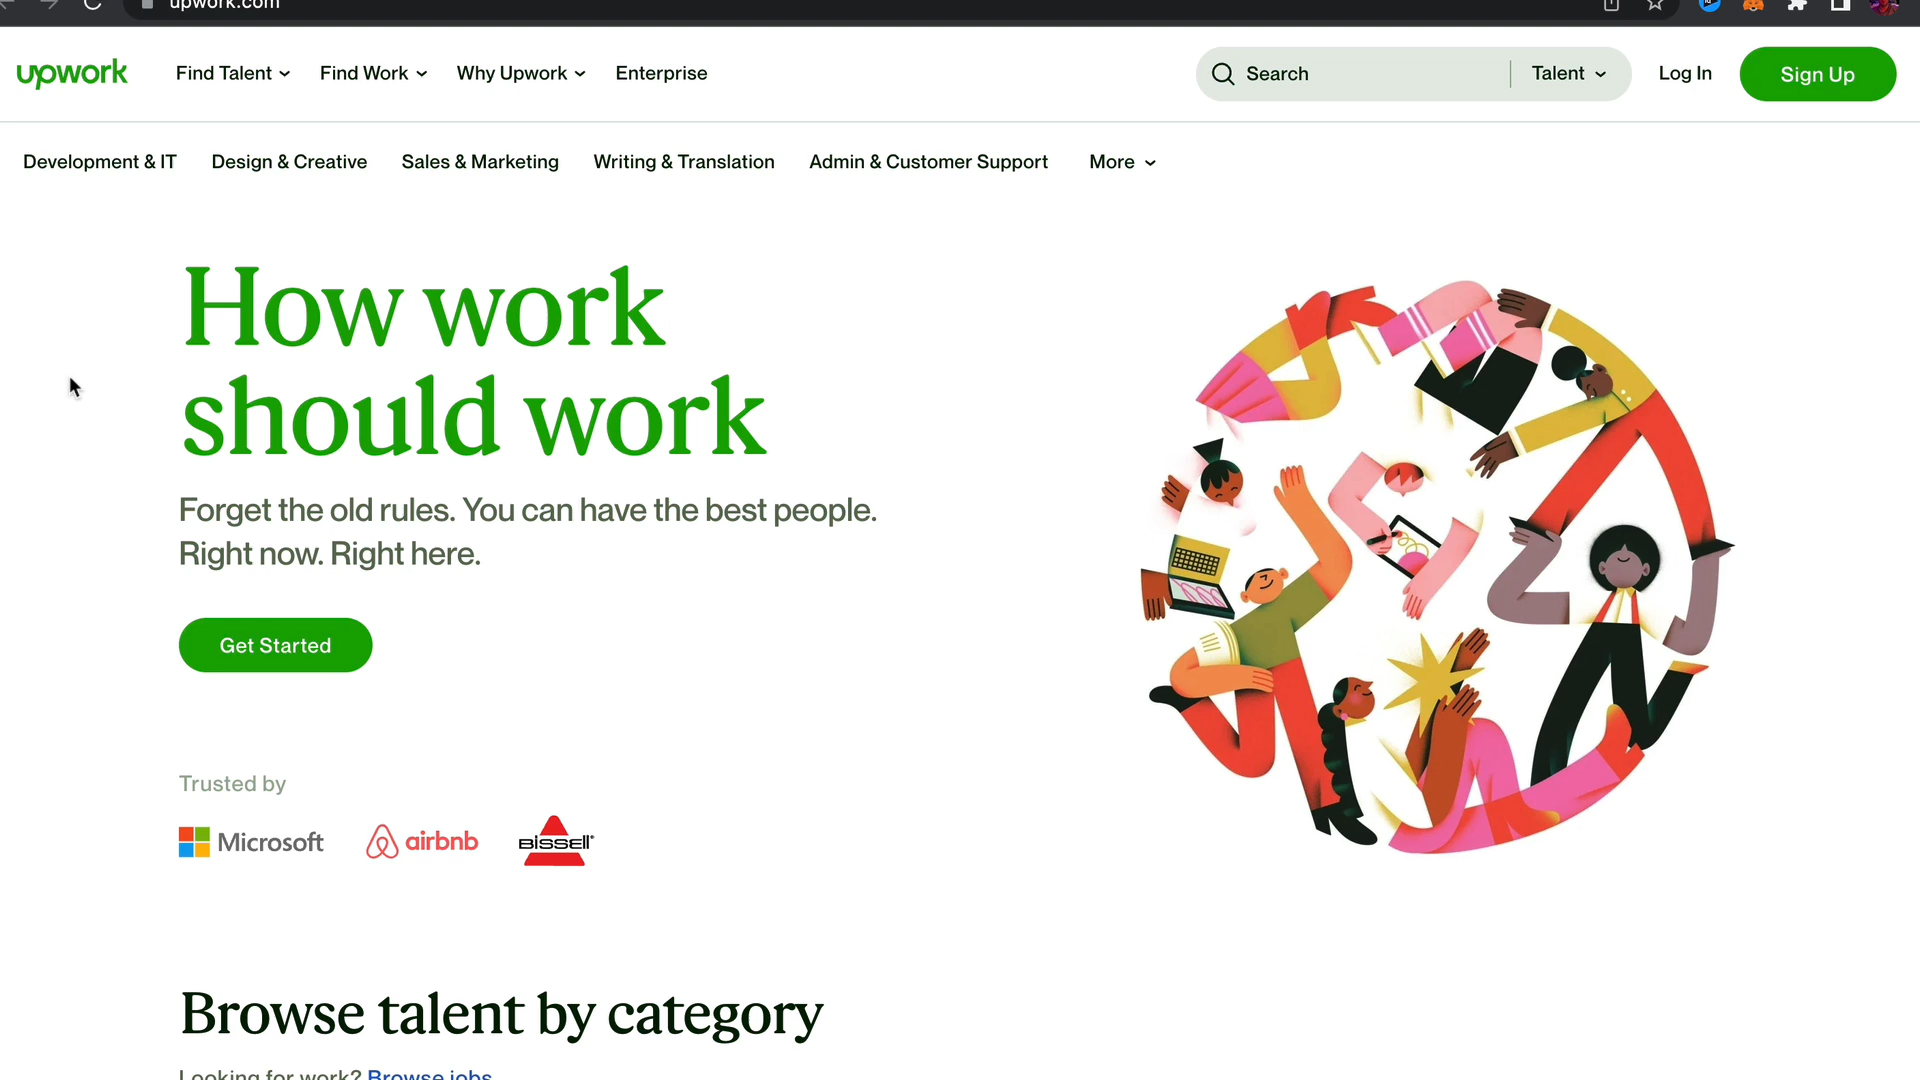 upwork.com
upwork
Find Talent
Find Work
Why Upwork
Enterprise
Search
Talent
Log In
Sign Up
Development & IT
Design & Creative
Sales & Marketing
Writing & Translation
Admin & Customer Support
More
How work
should work
Forget the old rules. You can have the best people.
Right now. Right here.
Get Started
Trusted by
Microsoft
airbnb
BISSELL
Browse talent by category
Looking for work? Browse jobs